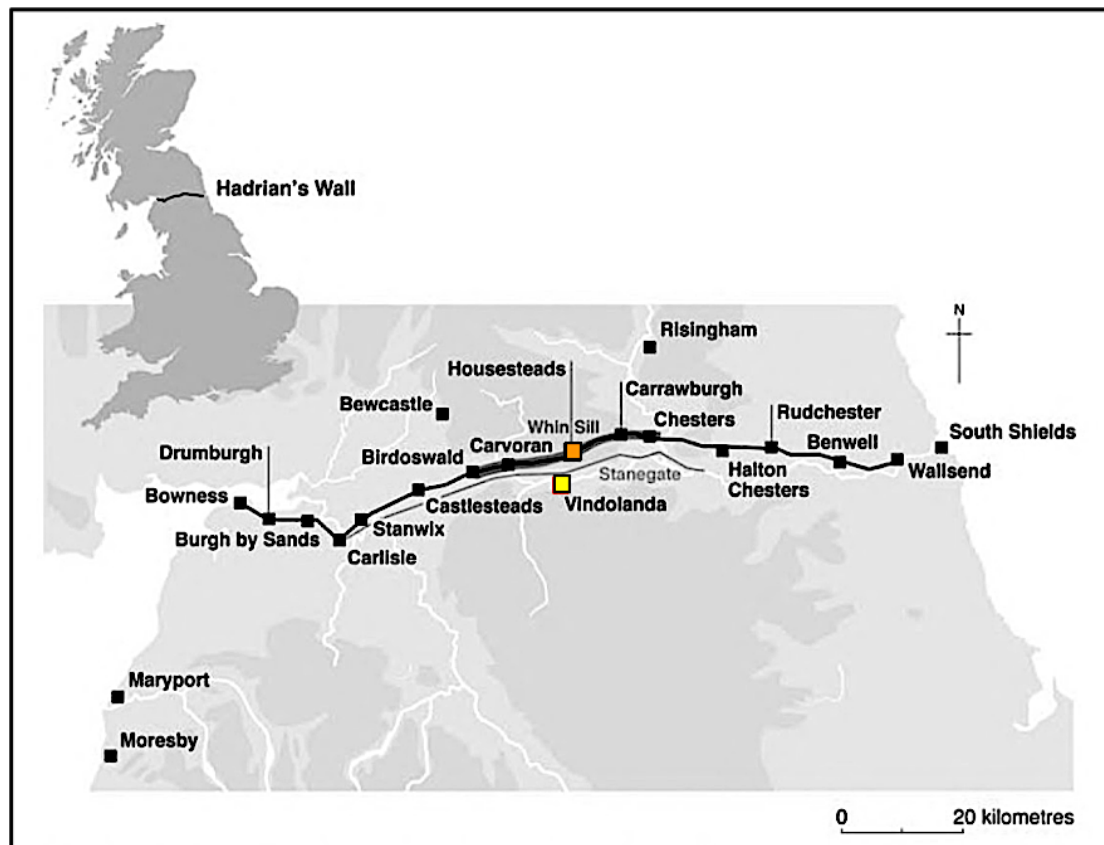 Hadrian's Wall
N
Risingham
Housesteads
Carrawburgh
Bewcastle
Whin Sill
Chesters
Rudchester
Carvoran
South Shields
Drumburgh
Birdoswald
Benwell
Stanegate
Halton
Chesters
Wallsend
Bowness
Castlesteads
Vindolanda
Stanwix
Burgh by Sands
Carlisle
Maryport
Moresby
0 20 kilometres